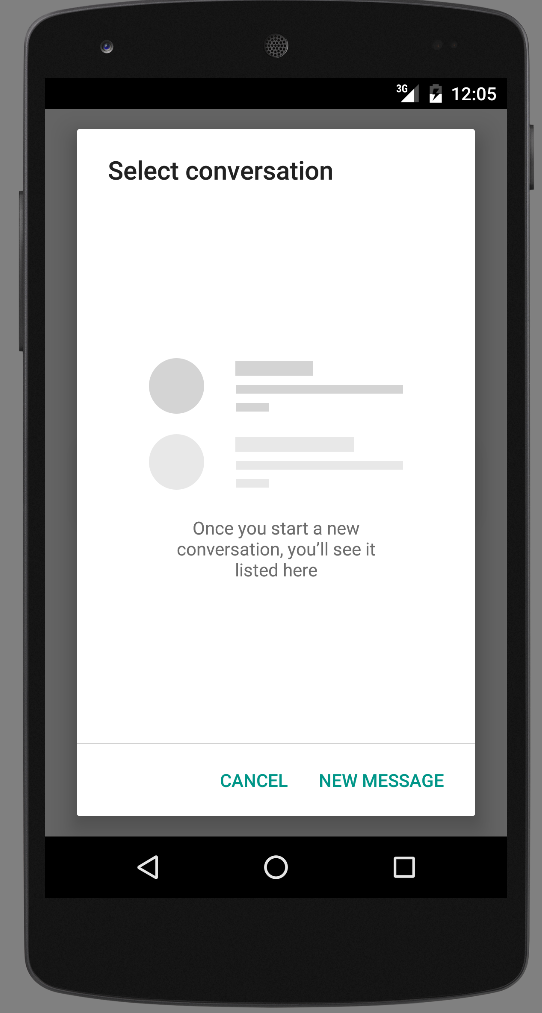 3G 12:05
Select conversation
Once you start a new
conversation, you'll see it
listed here
CANCEL NEW MESSAGE